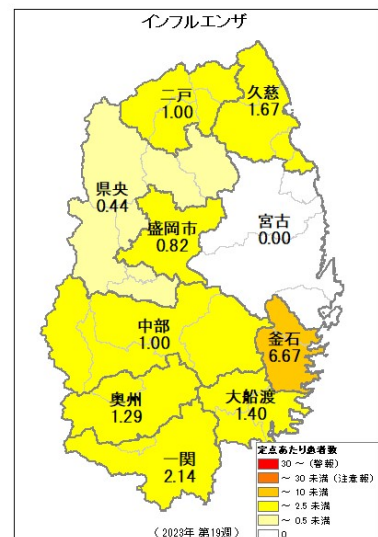 インフルエンザ
二戸
1.00
久慈
1.67
県央
0.44
盛岡市
0.82
宮古
0.00
中部
1.00
釜石
6.67
奥州
1.29
大船渡
1.40
一関
2.14
定点あたり患者数
30 ～ (警報)
～ 30 未満 (注意報)
～ 10 未満
～ 2.5 未満
～ 0.5 未満
0
( 2023年 第19週 )